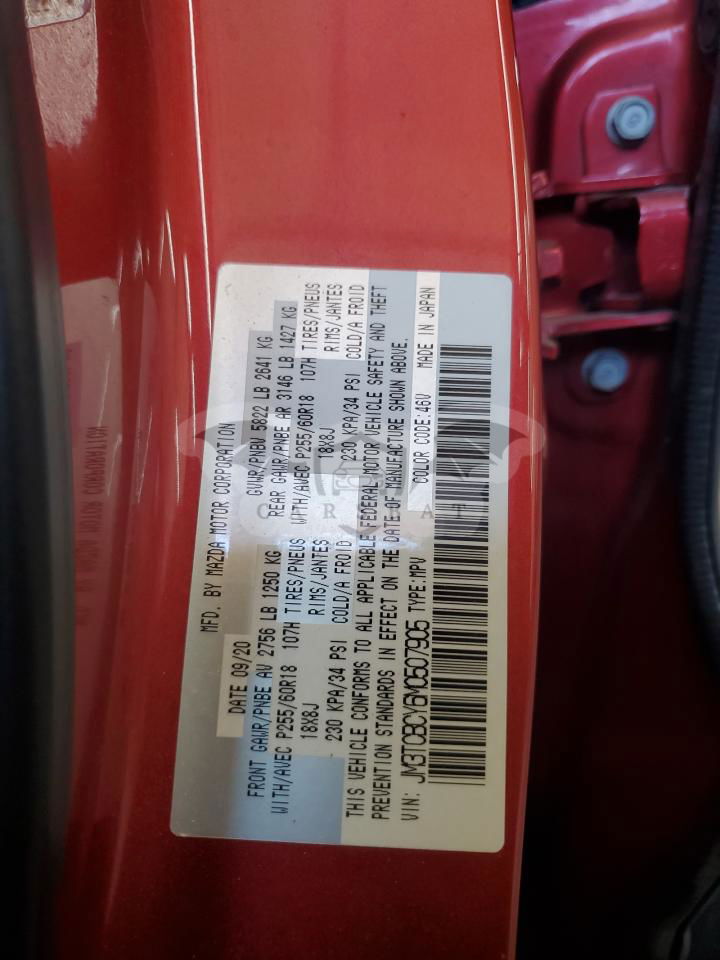 MFD. BY MAZDA MOTOR CORPORATION
DATE 09/20 GVWR/PNBV 5822 LB 2641 KG
FRONT GAWR/PNBE AV 2756 LB 1250 KG REAR GAWR/PNBE AR 3146 LB 1427 KG
WITH/AVEC P255/60R18 107H TIRES/PNEUS WITH/AVEC P255/60R18 107H TIRES/PNEUS
18X8J RIMS/JANTES 18X8J RIMS/JANTES
230 KPA/34 PSI COLD/A FROID 230 KPA/34 PSI COLD/A FROID
THIS VEHICLE CONFORMS TO ALL APPLICABLE FEDERAL MOTOR VEHICLE SAFETY AND THEFT
PREVENTION STANDARDS IN EFFECT ON THE DATE OF MANUFACTURE SHOWN ABOVE.
VIN: JM3TCBCY6M0507905 TYPE:MPV COLOR CODE:46V MADE IN JAPAN